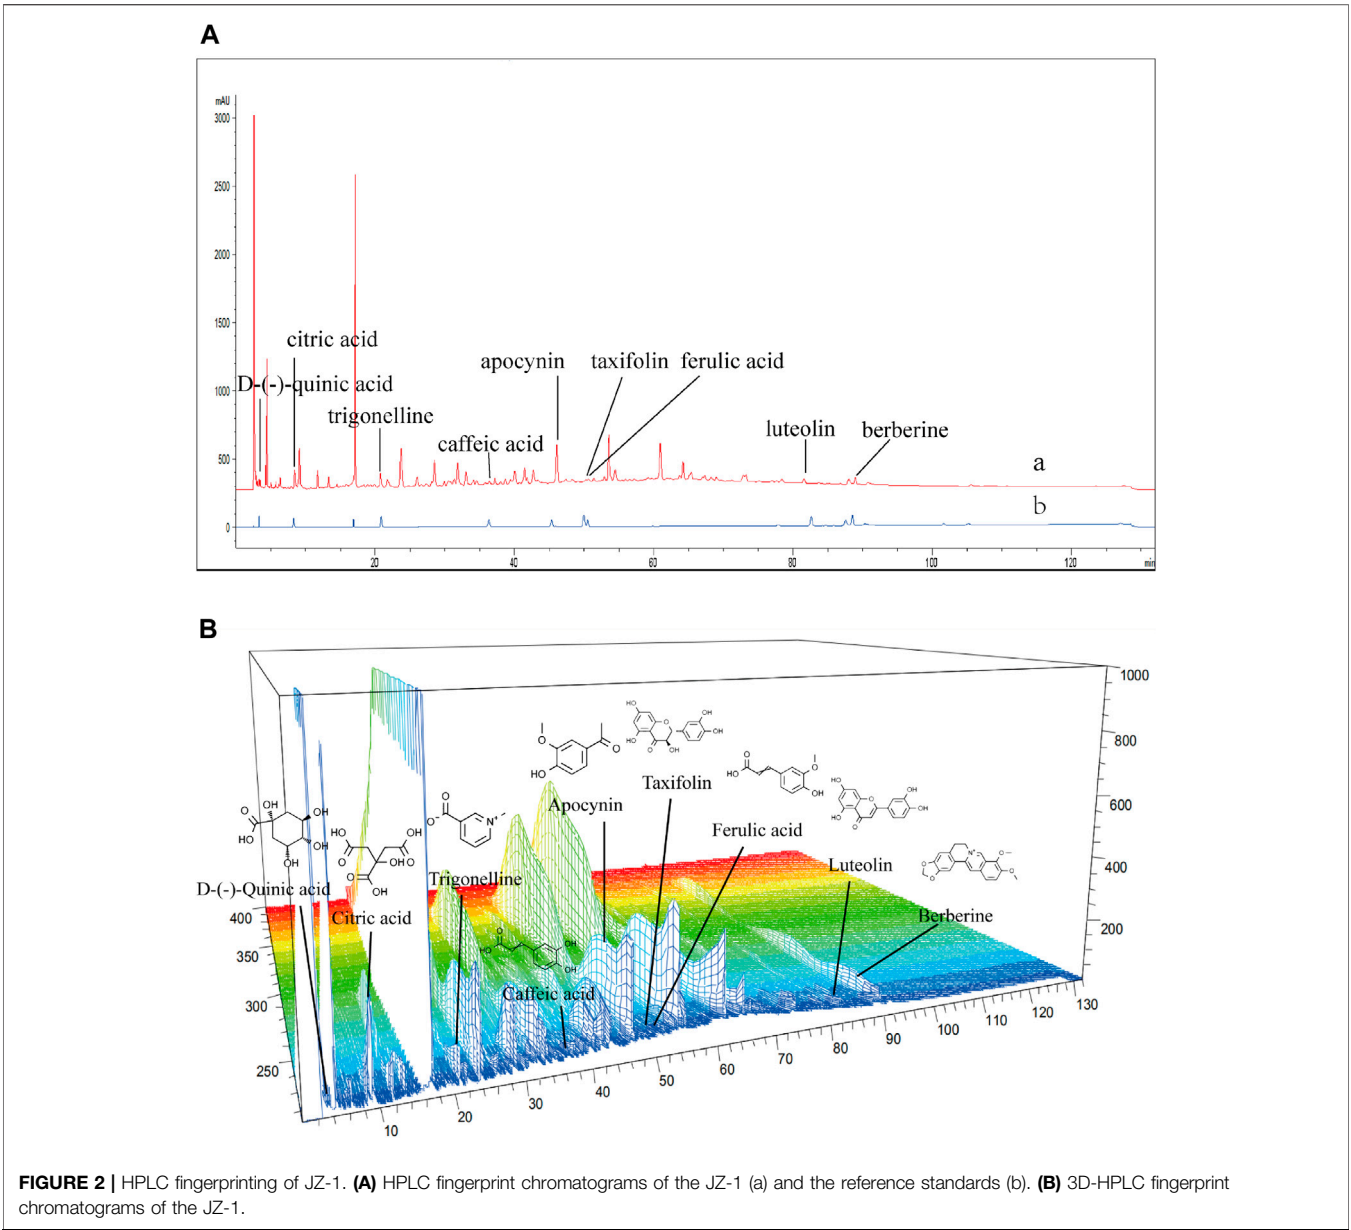 A
mAU
3000
2500
2000
1500
1000
500
0
citric acid
D-(-)-quinic acid
trigonelline
caffeic acid
apocynin
taxifolin
ferulic acid
luteolin
berberine
a
b
20
40
60
80
100
120
min
B
1000
800
600
400
200
400
350
300
250
10
20
30
40
50
60
70
80
90
100
110
120
130
D-(-)-Quinic acid
Citric acid
Trigonelline
Caffeic acid
Apocynin
Taxifolin
Ferulic acid
Luteolin
Berberine
FIGURE 2 | HPLC fingerprinting of JZ-1. (A) HPLC fingerprint chromatograms of the JZ-1 (a) and the reference standards (b). (B) 3D-HPLC fingerprint
chromatograms of the JZ-1.